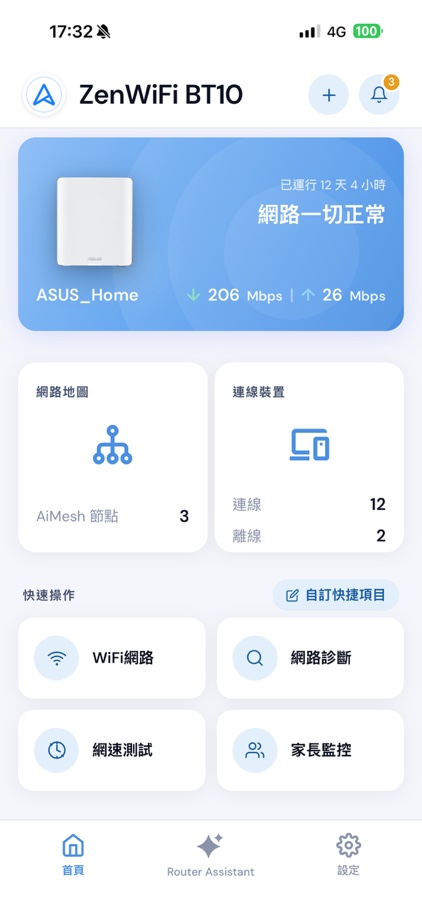 17:32
4G
100
ZenWiFi BT10
3
已運行 12 天 4 小時
網路一切正常
ASUS_Home
206 Mbps | 26 Mbps
網路地圖
連線裝置
AiMesh 節點 3
連線 12
離線 2
快速操作
自訂快捷項目
WiFi網路
網路診斷
網速測試
家長監控
首頁
Router Assistant
設定